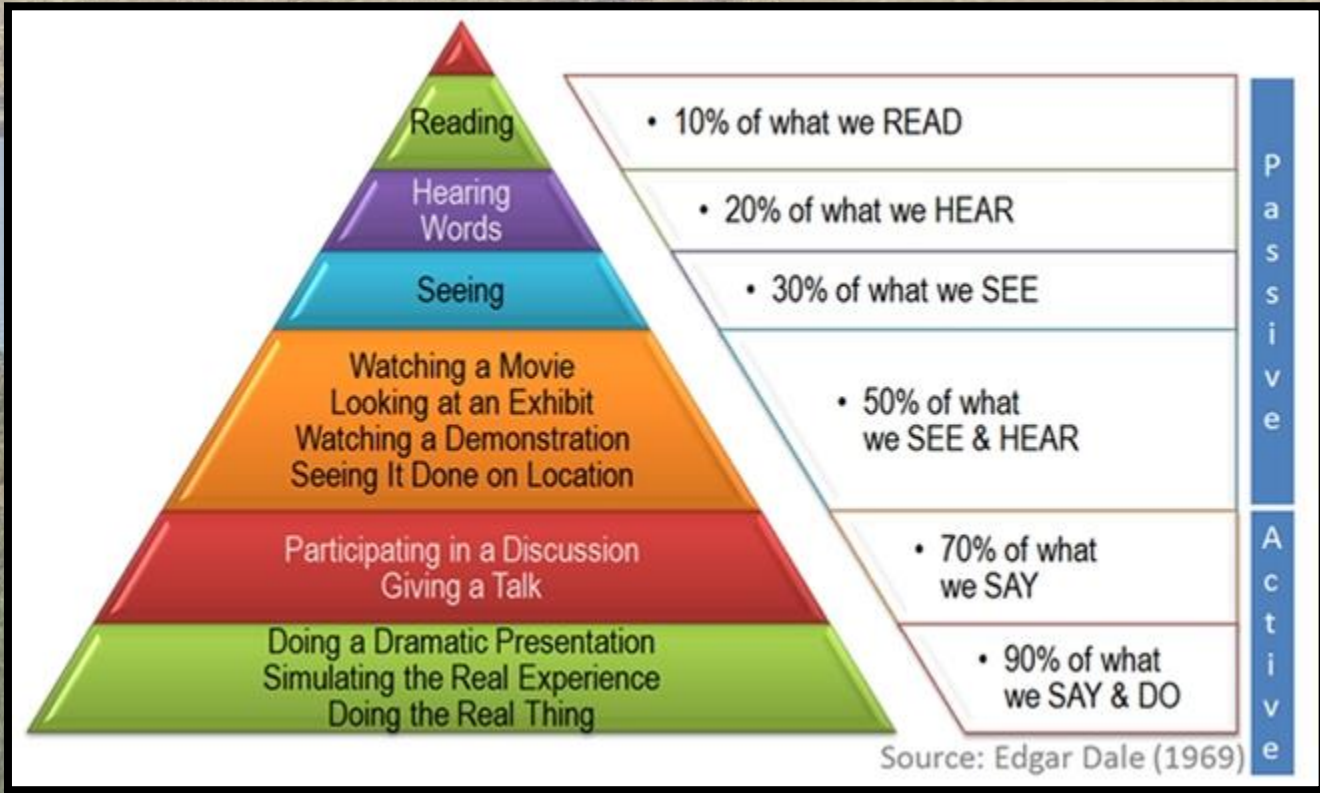 Reading
Hearing
Words
Seeing
Watching a Movie
Looking at an Exhibit
Watching a Demonstration
Seeing It Done on Location
Participating in a Discussion
Giving a Talk
Doing a Dramatic Presentation
Simulating the Real Experience
Doing the Real Thing
• 10% of what we READ
• 20% of what we HEAR
• 30% of what we SEE
• 50% of what
we SEE & HEAR
• 70% of what
we SAY
• 90% of what
we SAY & DO
Passive
Active
Source: Edgar Dale (1969)